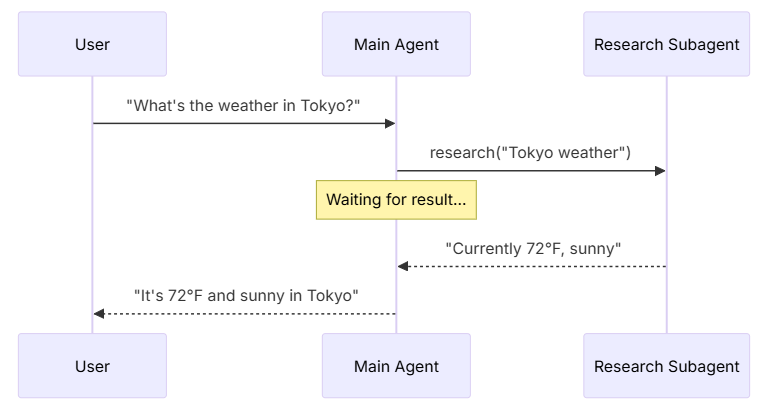 User
Main Agent
Research Subagent
"What's the weather in Tokyo?"
research("Tokyo weather")
Waiting for result...
"Currently 72°F, sunny"
"It's 72°F and sunny in Tokyo"
User
Main Agent
Research Subagent